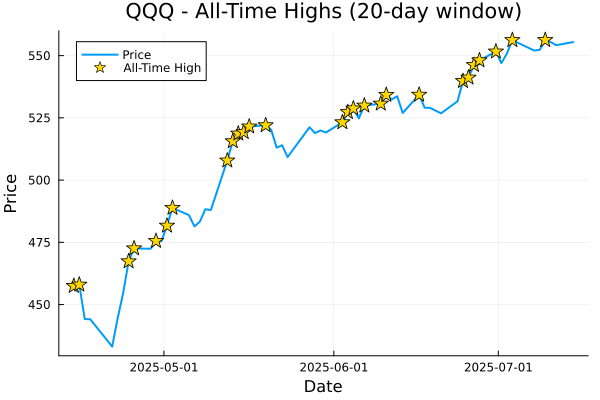 QQQ - All-Time Highs (20-day window)
Price
All-Time High
550
525
500
475
450
Price
2025-05-01
2025-06-01
2025-07-01
Date